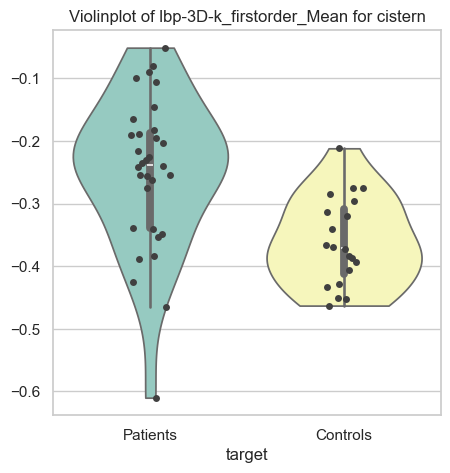 Violinplot of lbp-3D-k_firstorder_Mean for cistern
−0.1
−0.2
−0.3
−0.4
−0.5
−0.6
Patients
Controls
target